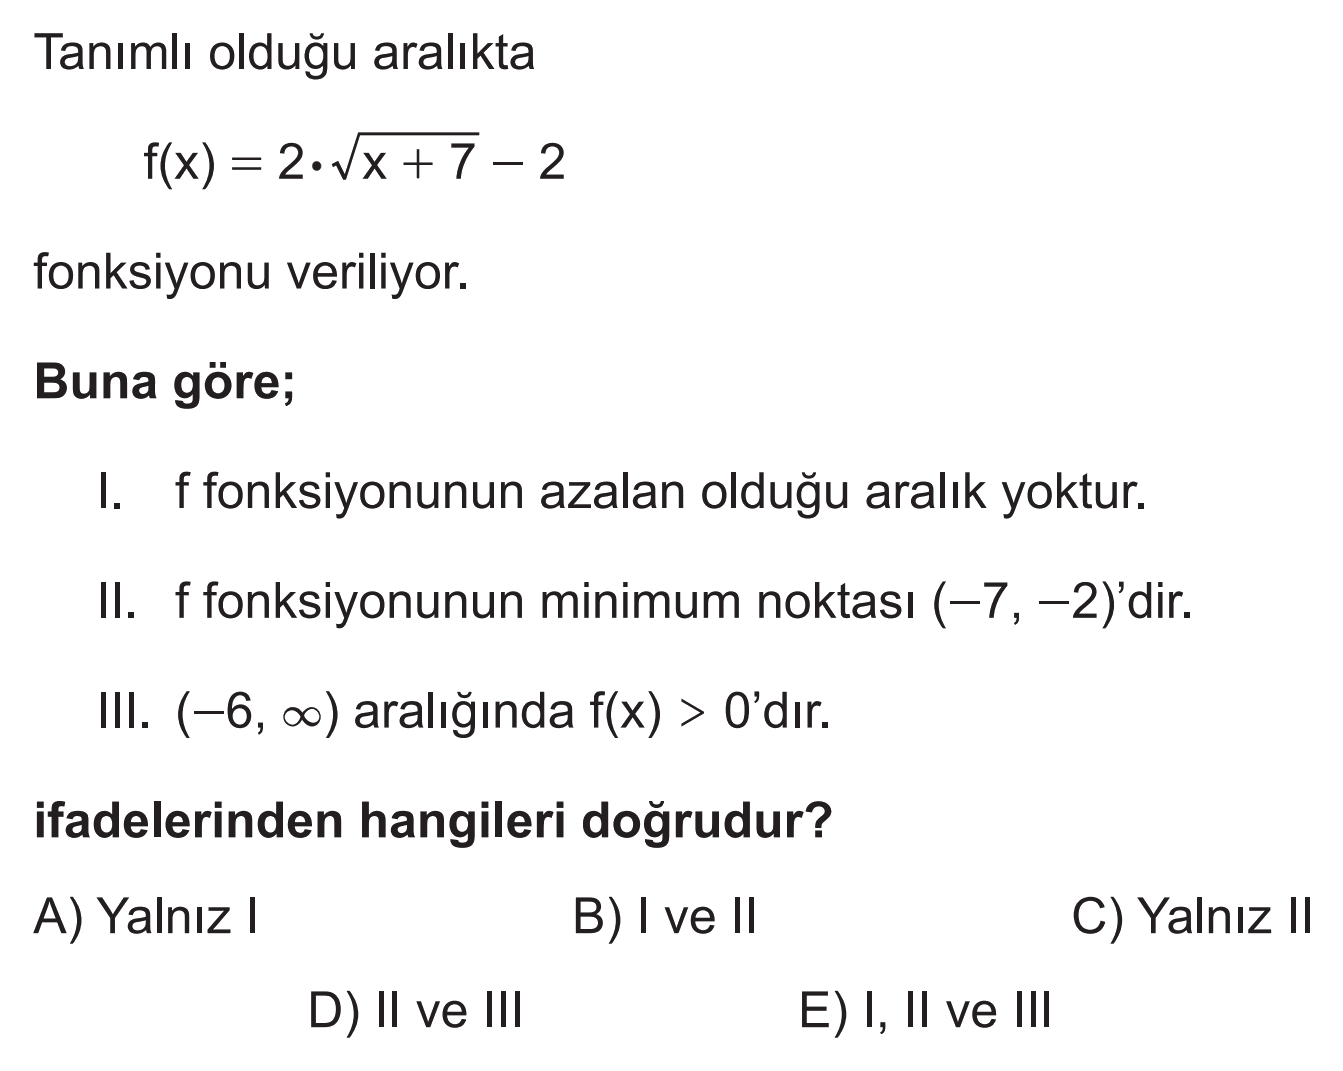 Tanımlı olduğu aralıkta
f(x) = 2·√(x + 7) − 2
fonksiyonu veriliyor.
Buna göre;
I. f fonksiyonunun azalan olduğu aralık yoktur.
II. f fonksiyonunun minimum noktası (−7, −2)’dir.
III. (−6, ∞) aralığında f(x) > 0’dır.
ifadelerinden hangileri doğrudur?
A) Yalnız I B) I ve II C) Yalnız II
D) II ve III E) I, II ve III